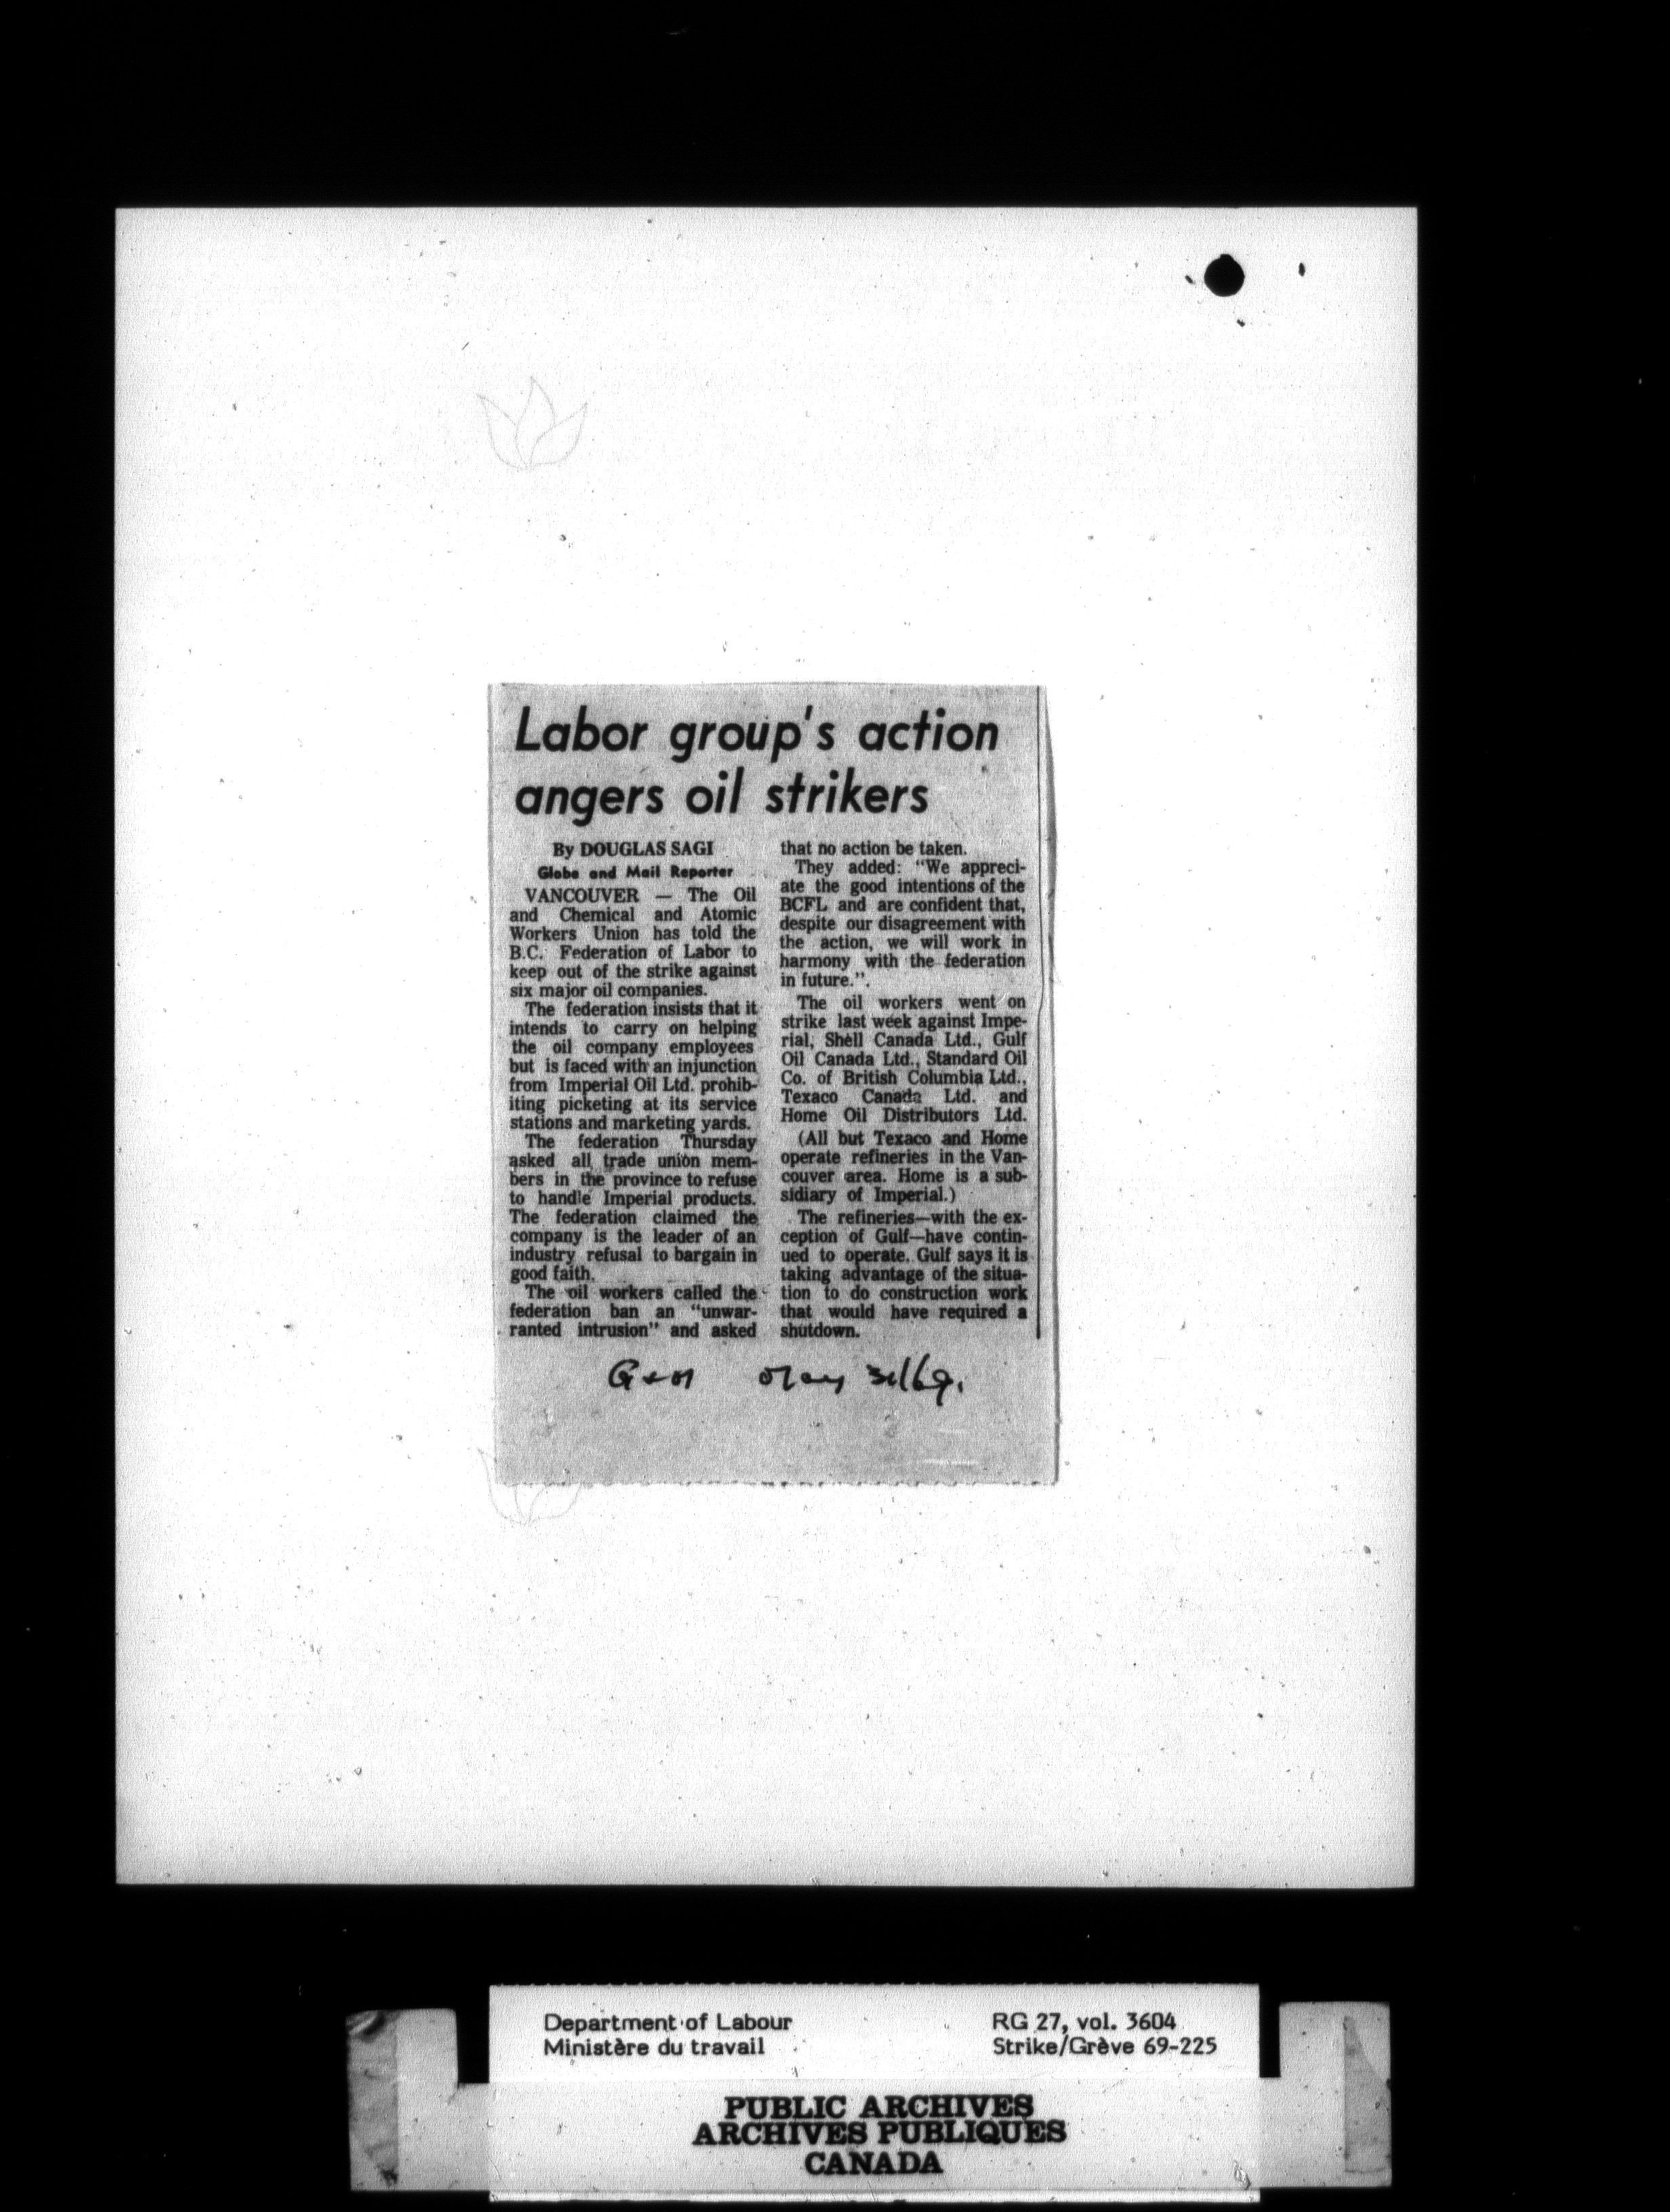 Labor group's action
angers oil strikers
By DOUGLAS SAGI
Globe and Mail Reporter
VANCOUVER — The Oil
and Chemical and Atomic
Workers Union has told the
B.C. Federation of Labor to
keep out of the strike against
six major oil companies.
The federation insists that it
intends to carry on helping
the oil company employees
but is faced with an injunction
from Imperial Oil Ltd. prohib-
iting picketing at its service
stations and marketing yards.
The federation Thursday
asked all trade union mem-
bers in the province to refuse
to handle Imperial products.
The federation claimed the
company is the leader of an
industry refusal to bargain in
good faith.
The oil workers called the
federation ban an "unwar-
ranted intrusion" and asked
that no action be taken.
They added: "We appreci-
ate the good intentions of the
BCFL and are confident that,
despite our disagreement with
the action, we will work in
harmony with the federation
in future.".
The oil workers went on
strike last week against Impe-
rial, Shell Canada Ltd., Gulf
Oil Canada Ltd., Standard Oil
Co. of British Columbia Ltd.,
Texaco Canada Ltd. and
Home Oil Distributors Ltd.
(All but Texaco and Home
operate refineries in the Van-
couver area. Home is a sub-
sidiary of Imperial.)
The refineries—with the ex-
ception of Gulf—have contin-
ued to operate. Gulf says it is
taking advantage of the situa-
tion to do construction work
that would have required a
shutdown.
May 31/69.
Department of Labour
Ministère du travail
RG 27, vol. 3604
Strike/Grève 69-225
PUBLIC ARCHIVES
ARCHIVES PUBLIQUES
CANADA